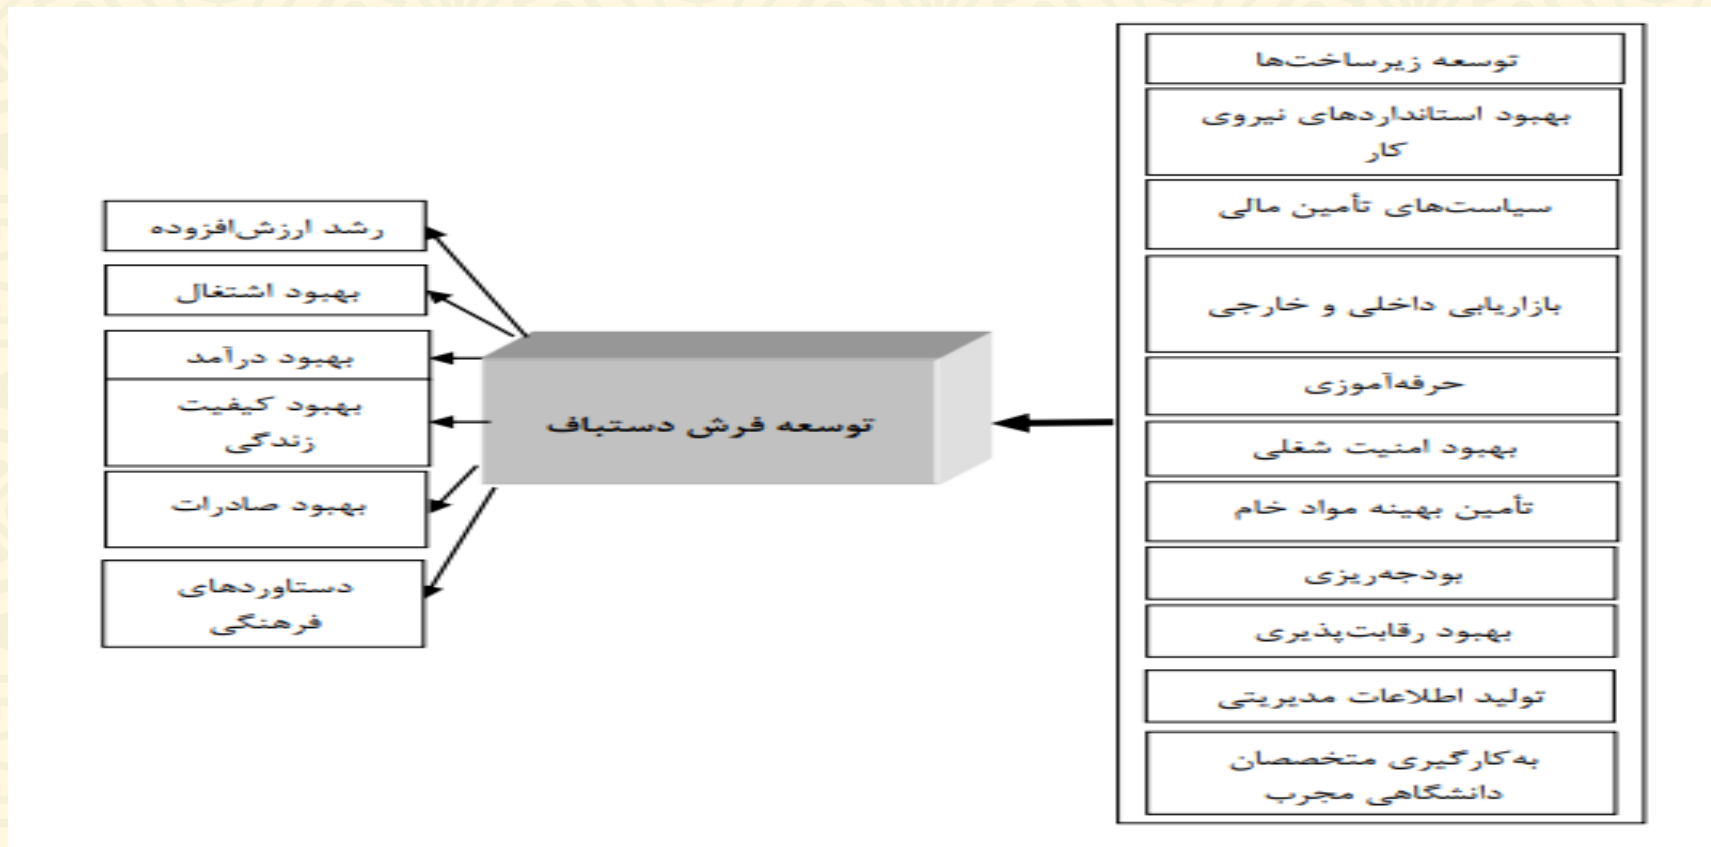 توسعه زیرساخت‌ها
بهبود استانداردهای نیروی
کار
سیاست‌های تأمین مالی
بازاریابی داخلی و خارجی
حرفه‌آموزی
بهبود امنیت شغلی
تأمین بهینه مواد خام
بودجه‌ریزی
بهبود رقابت‌پذیری
تولید اطلاعات مدیریتی
به‌کارگیری متخصصان
دانشگاهی مجرب
توسعه فرش دستباف
رشد ارزش‌افزوده
بهبود اشتغال
بهبود درآمد
بهبود کیفیت
زندگی
بهبود صادرات
دستاوردهای
فرهنگی